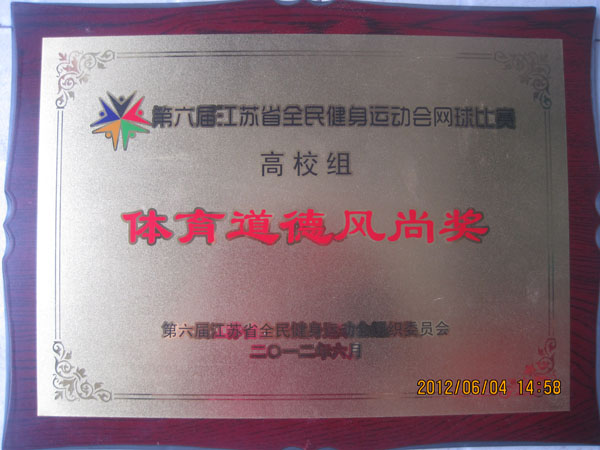 第六届江苏省全民健身运动会网球比赛
高校组
体育道德风尚奖
第六届江苏省全民健身运动会组织委员会
二〇一二年六月
2012/06/04 14:58